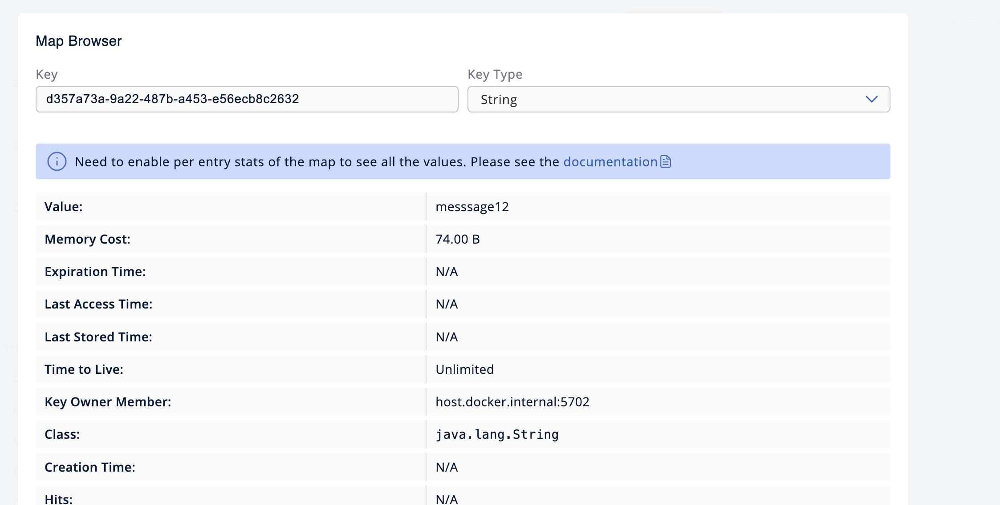 MAP CO
Map Browser
Key
Key Type
d357a73a-9a22-487b-a453-e56ecb8c2632
String
Need to enable per entry stats of the map to see all the values. Please see the documentation
Value: messsage12
Memory Cost: 74.00 B
Expiration Time: N/A
Last Access Time: N/A
Last Stored Time: N/A
Time to Live: Unlimited
Key Owner Member: host.docker.internal:5702
Class: java.lang.String
Creation Time: N/A
Hits: N/A